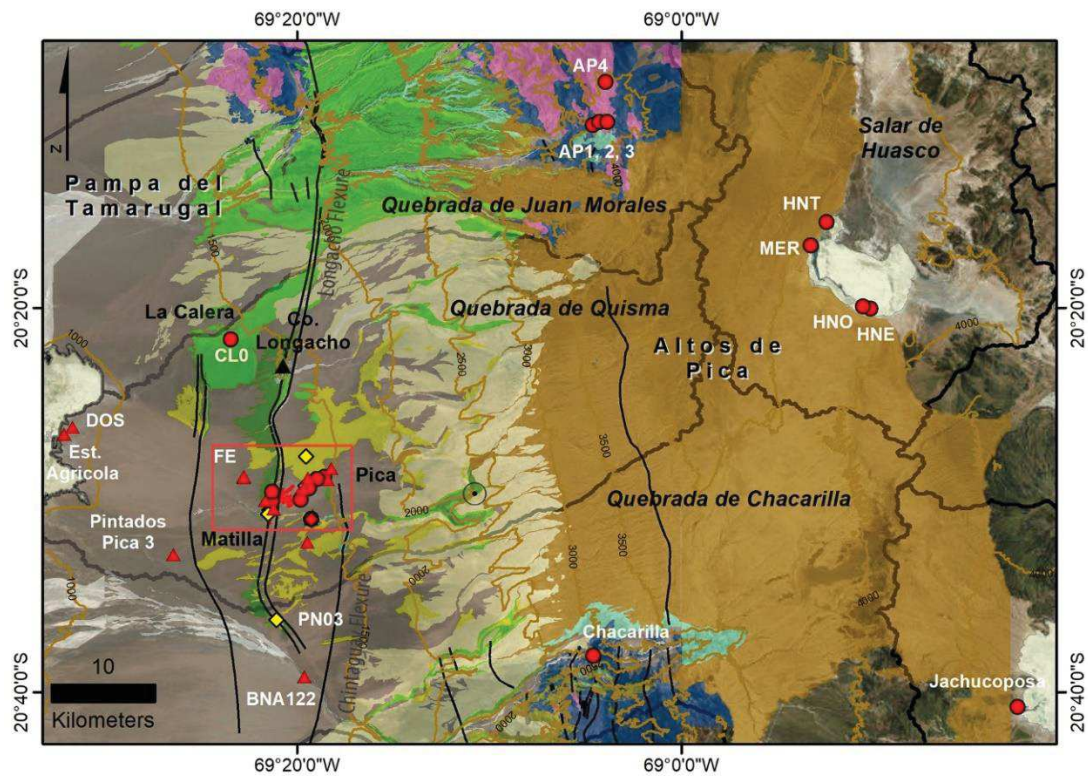 69°20'0"W
69°0'0"W
AP4
Salar de
Huasco
N
AP1, 2, 3
4000
Pampa del
Tamarugal
Longacho Flexure
Quebrada de Juan Morales
HNT
1500
MER
20°20'0"S
20°20'0"S
Quebrada de Quisma
La Calera
Co.
Longacho
CL0
HNO
HNE
4000
1000
2500
3000
Altos de
Pica
DOS
Est.
Agricola
3500
FE
Pica
Quebrada de Chacarilla
2000
Matilla
Pintados
Pica 3
3000
3500
1000
2000
4000
PN03
Chacarilla
Chintaguay Flexure
10
Kilometers
BNA122
2000
Jachucoposa
20°40'0"S
20°40'0"S
69°20'0"W
69°0'0"W